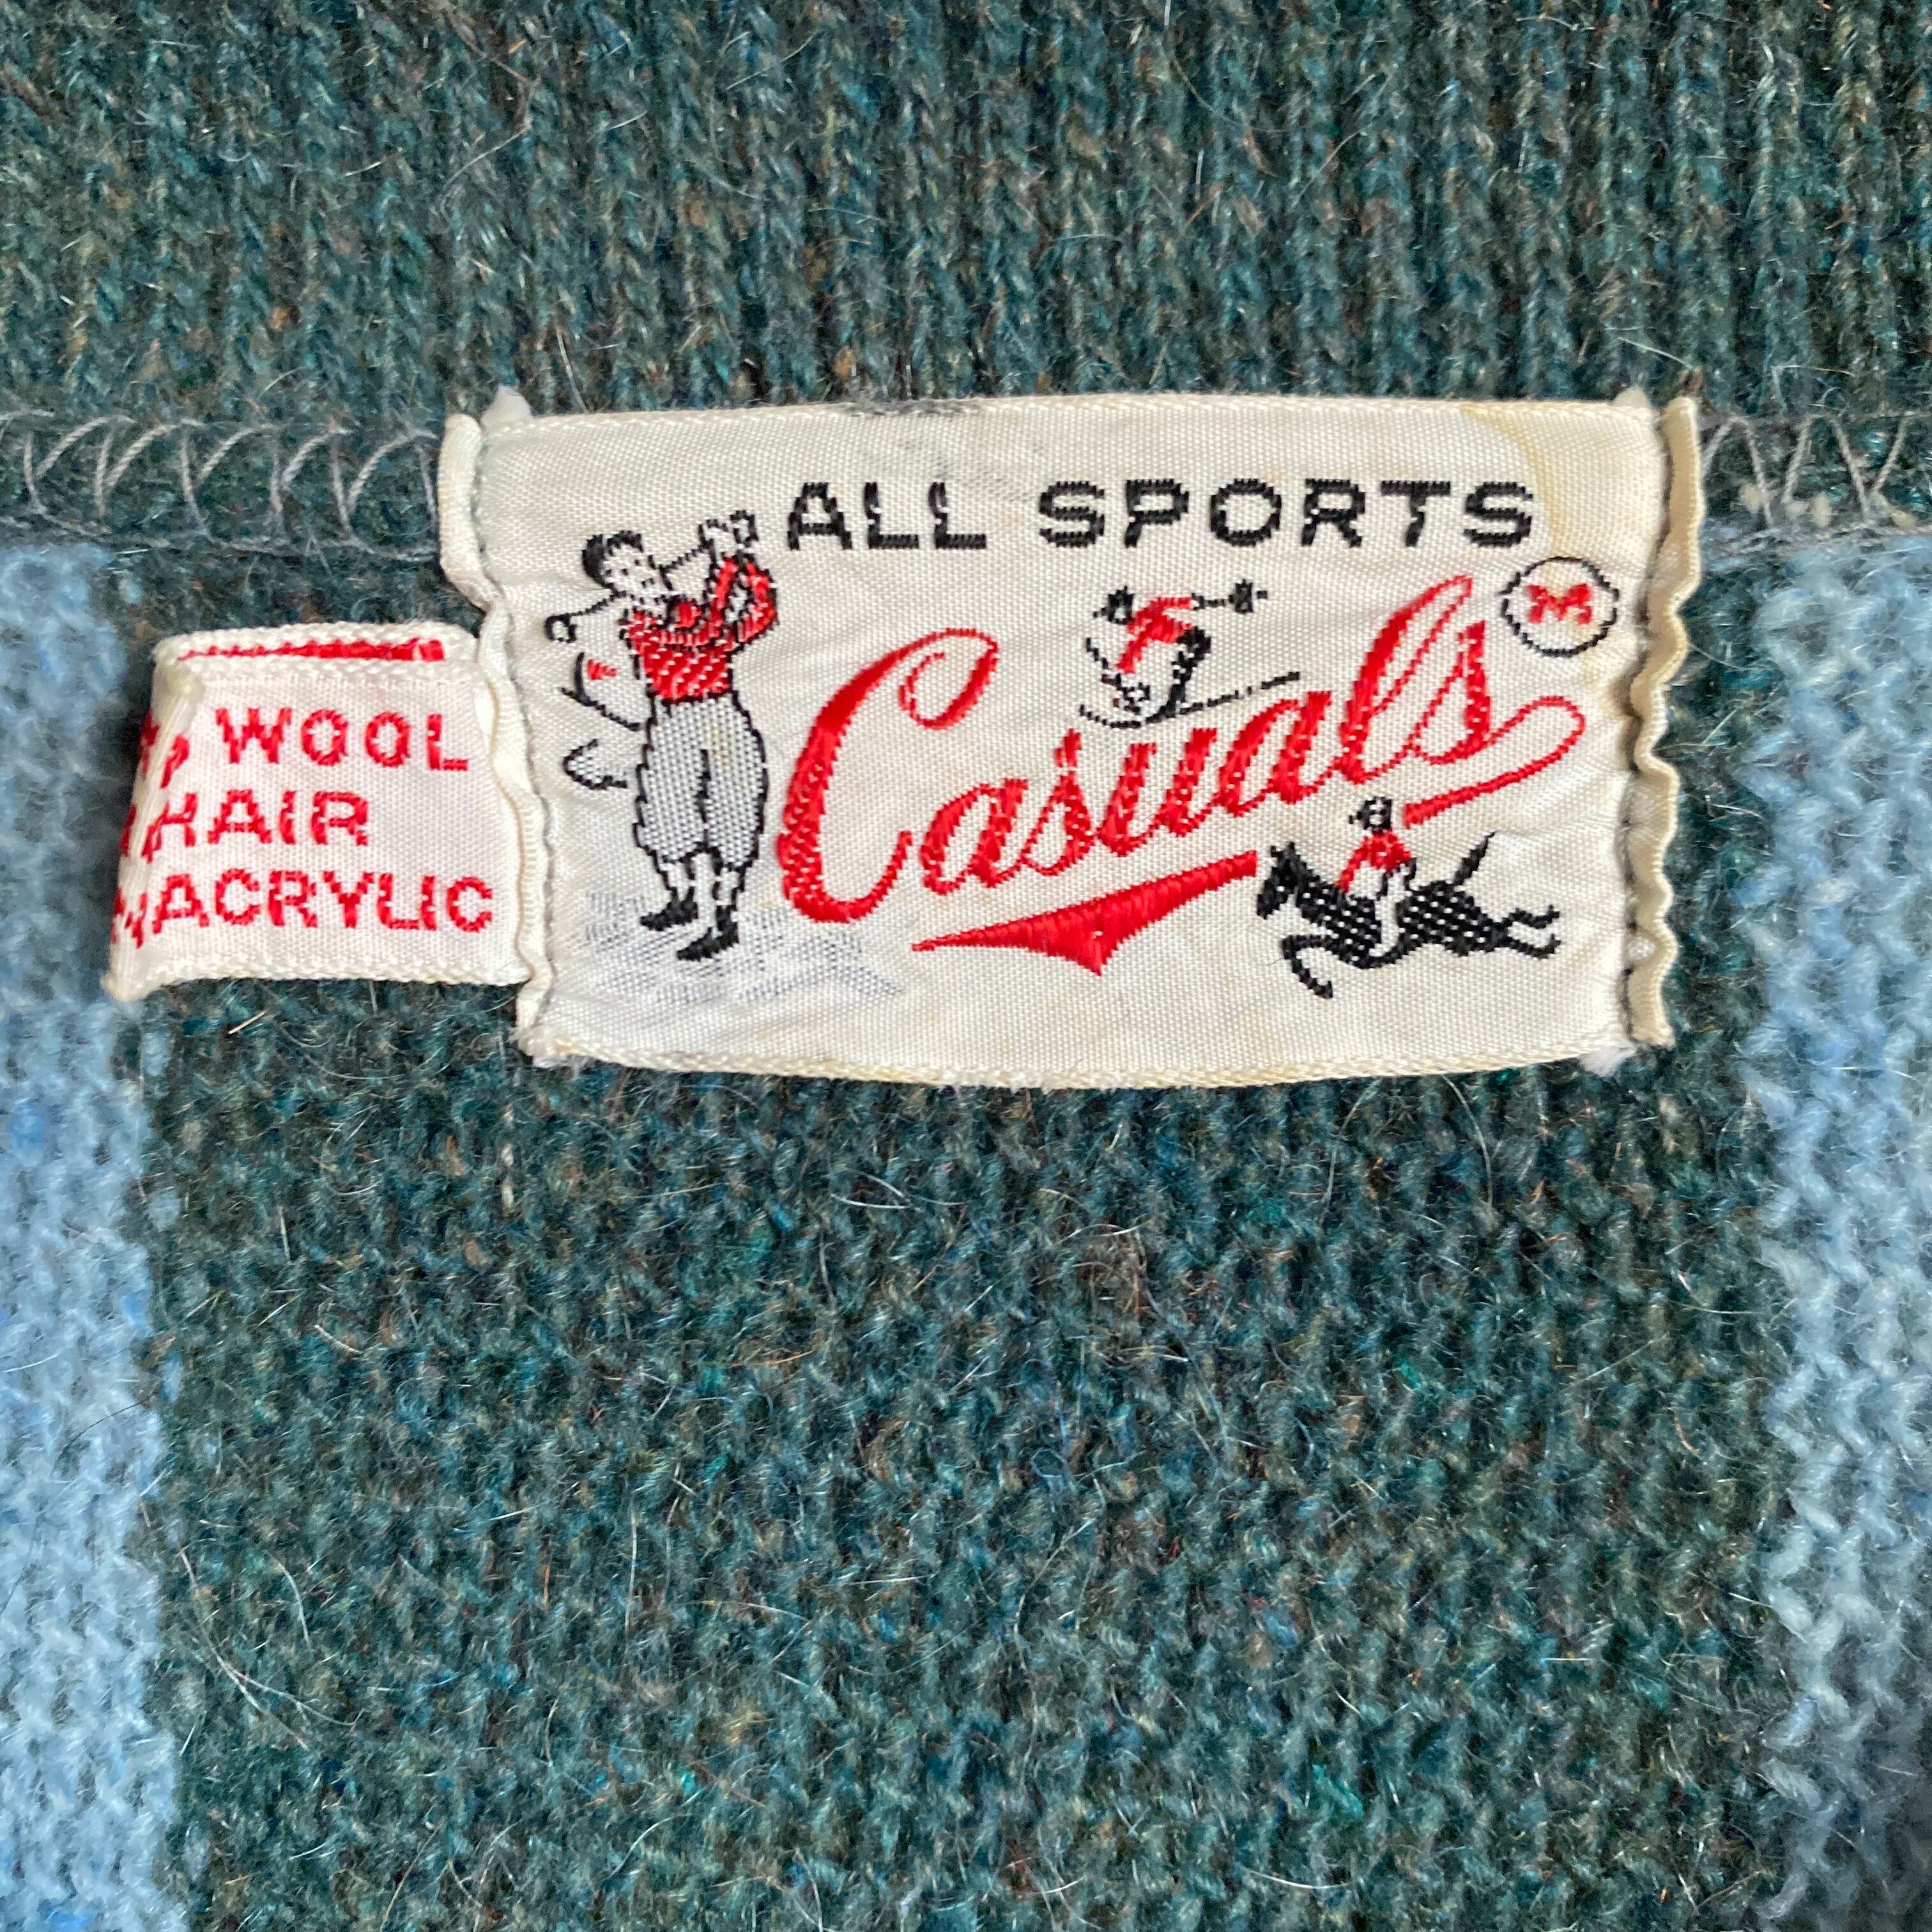 ALL SPORTS
Casuals
M
WOOL
HAIR
ACRYLIC